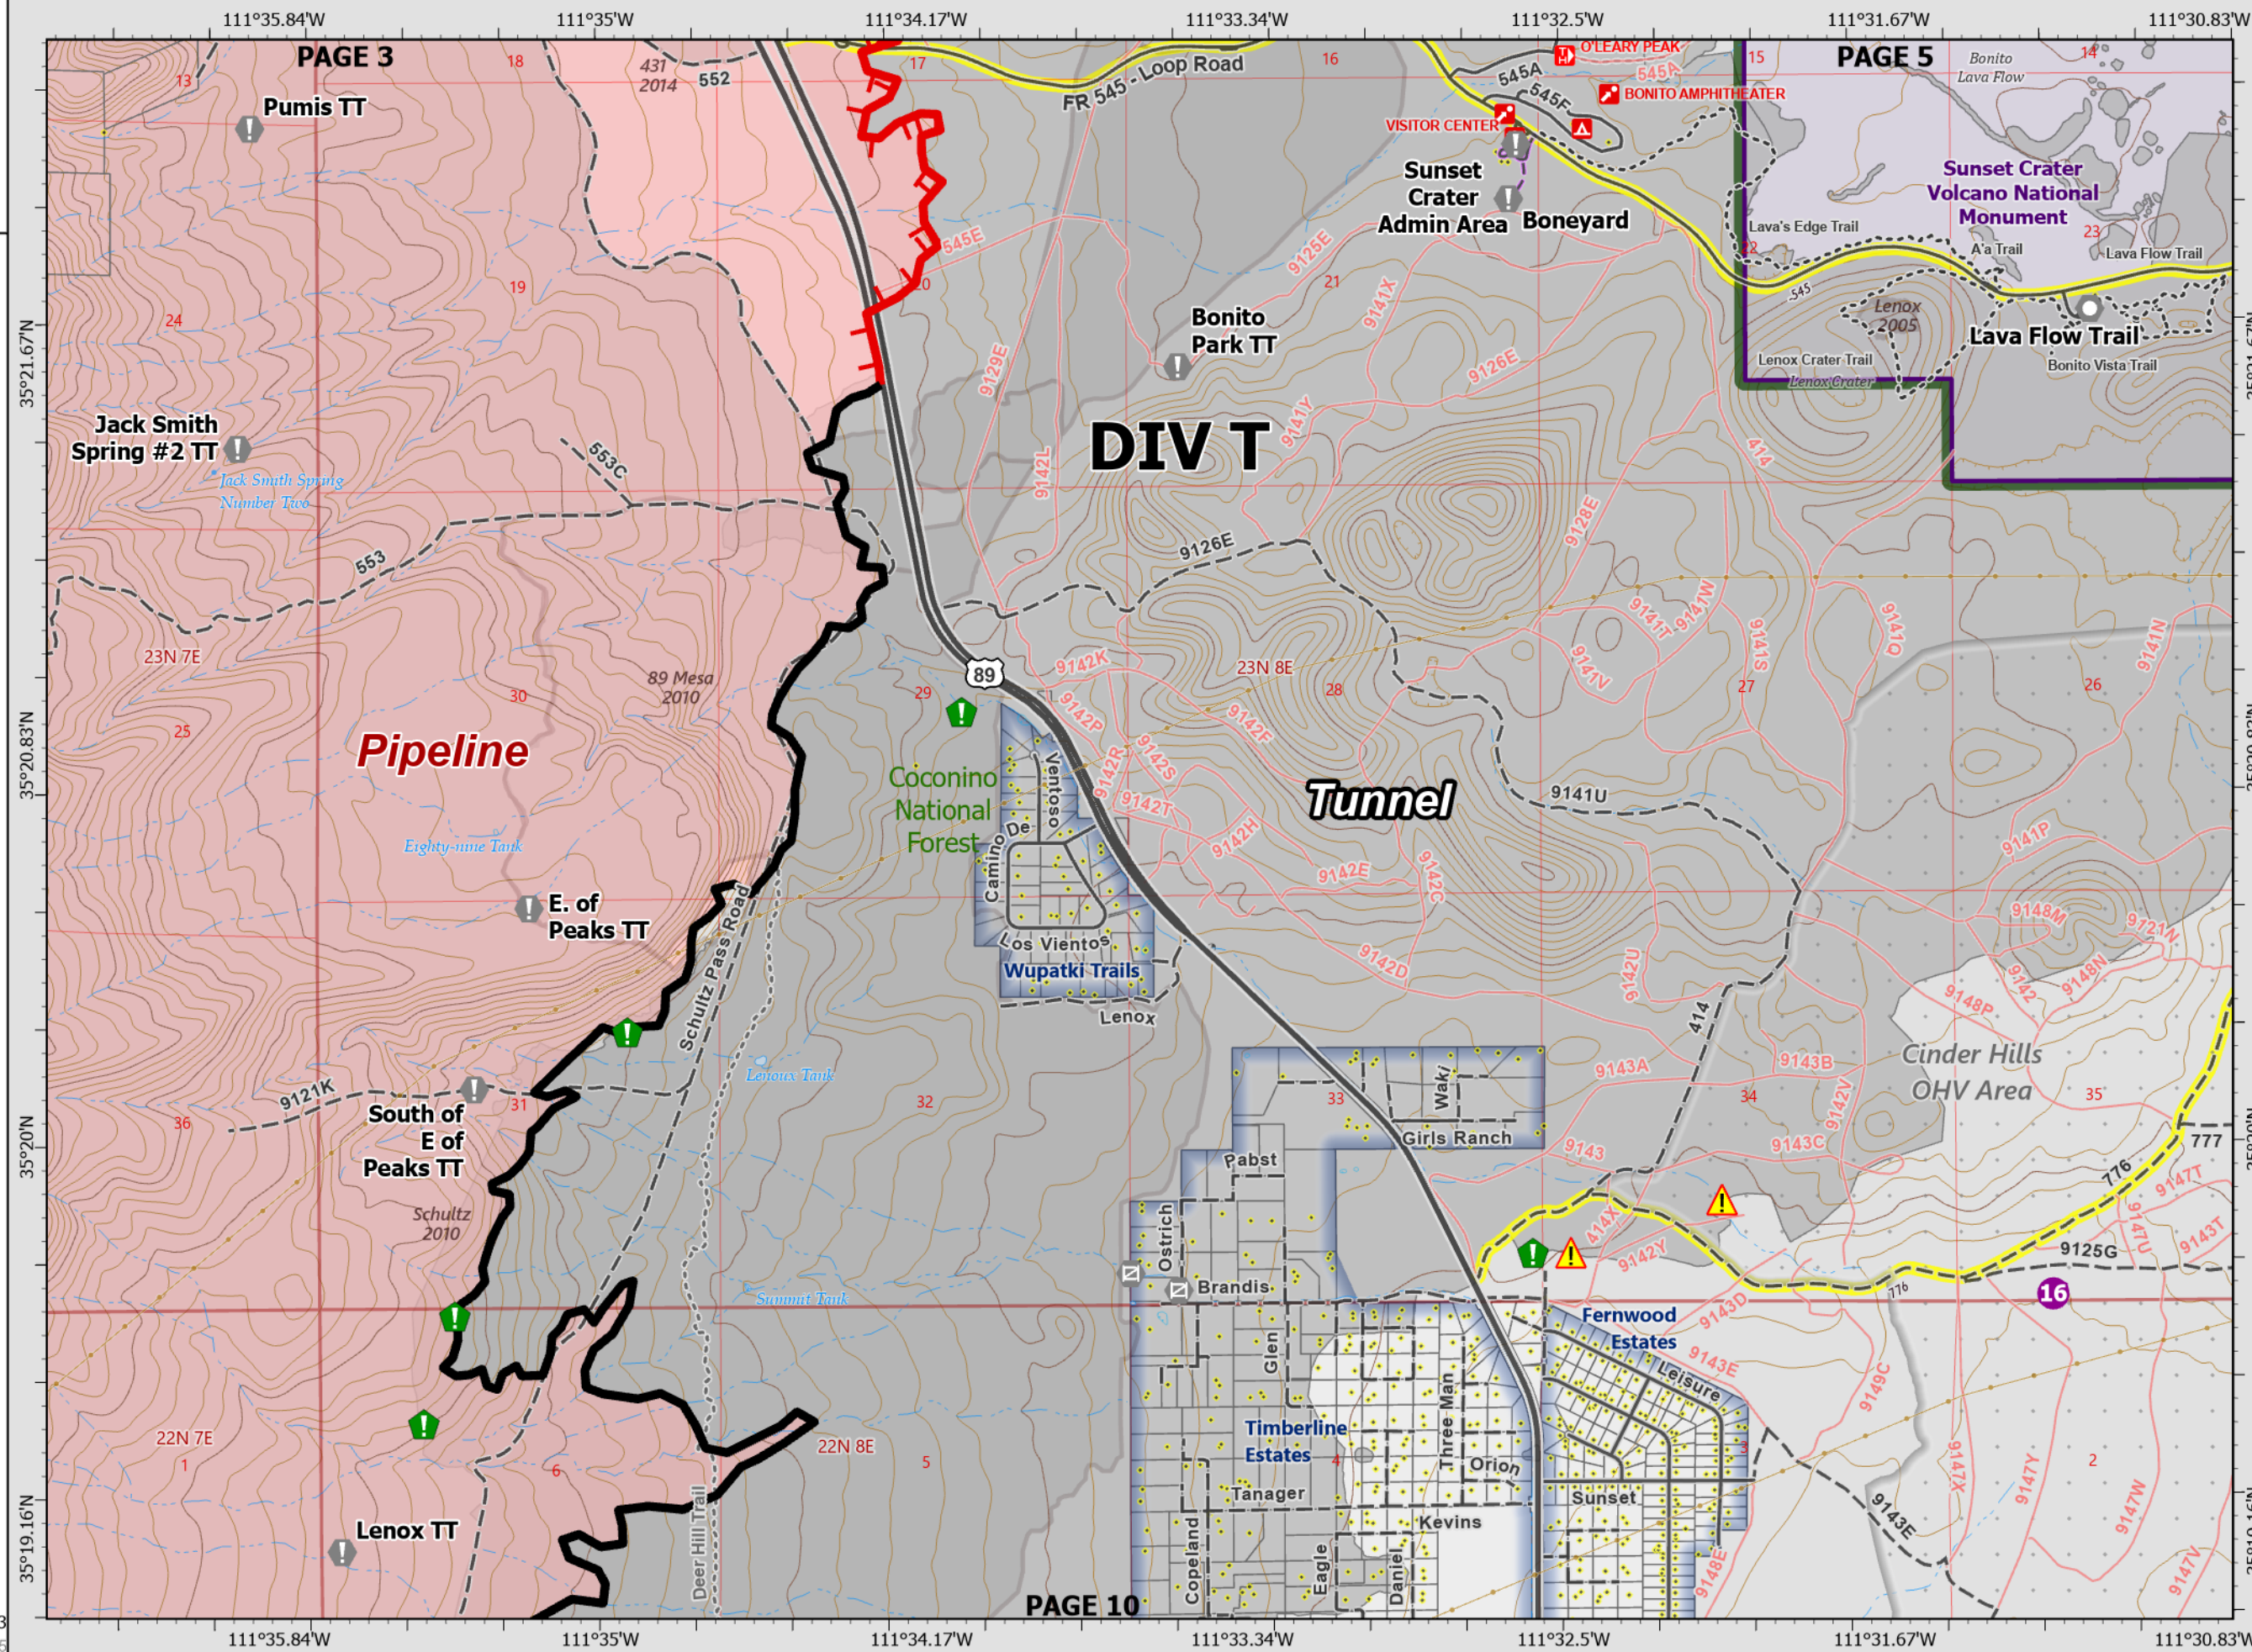 111°35.84'W
111°35'W
111°34.17'W
111°33.34'W
111°32.5'W
111°31.67'W
111°30.83'W
PAGE 3
PAGE 5
13
18
431
2014
552
17
16
FR 545 - Loop Road
545A
O'LEARY PEAK
545A
15
Bonito
Lava Flow
14
Pumis TT
545F
BONITO AMPHITHEATER
VISITOR CENTER
Sunset
Crater
Admin Area
Boneyard
Sunset Crater
Volcano National
Monument
Lava's Edge Trail
22
A'a Trail
23
Lava Flow Trail
545E
9125E
24
19
20
21
9141X
545
Lenox
2005
Lava Flow Trail
Bonito
Park TT
35°21.67'N
9129E
9126E
Lenox Crater Trail
Lenox Crater
Bonito Vista Trail
Jack Smith
Spring #2 TT
Jack Smith Spring
Number Two
553C
9142L
DIV T
9141Y
414
553
9126E
9128E
23N 7E
25
30
89 Mesa
2010
29
89
9142K
23N 8E
28
9141T
9141W
9141V
9141S
27
9141Q
26
9141N
Pipeline
35°20.83'N
9142P
9142R
9142S
9142F
9142T
9142H
Coconino
National
Forest
Ventoso
De
Camino
Tunnel
9141U
9141P
Eighty-nine Tank
9142E
9142C
E. of
Peaks TT
Schultz Pass Road
Los Vientos
Wupatki Trails
Lenox
9142D
9142U
414
9148M
9121N
9142
9148N
9148P
Cinder Hills
OHV Area
Lenoux Tank
9121K
31
South of
E of
Peaks TT
36
32
33
Waki
Girls Ranch
9143A
9143B
34
9142V
35
35°20'N
Pabst
9143
9143C
777
776
9147T
Schultz
2010
Ostrich
Brandis
414X
9142Y
9147U
9143T
9125G
776
16
Summit Tank
9143D
Fernwood
Estates
9143E
Leisure
9149C
Glen
Three Man
Timberline
Estates
4
Orion
Tanager
Kevins
Sunset
3
22N 7E
1
6
22N 8E
5
2
9147X
9147Y
9147W
9143E
35°19.16'N
Lenox TT
Deer Hill Trail
Copeland
Eagle
Daniel
9148E
9147V
PAGE 10
111°35.84'W
111°35'W
111°34.17'W
111°33.34'W
111°32.5'W
111°31.67'W
111°30.83'W